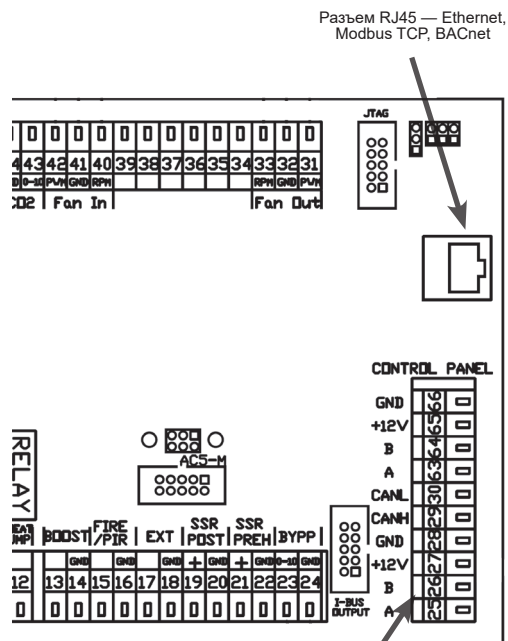 Разъем RJ45 — Ethernet,
Modbus TCP, BACnet
JTAG
43 42 41 40 39 38 37 36 35 34 33 32 31
0-10 PWM GND RPM RPM GND PWM
CO2 Fan In Fan Out
CONTROL PANEL
GND 66
+12V 65
B 64
A 63
CANL 30
CANH 29
GND 28
+12V 27
B 26
A 25
AC5-M
RELAY
BOOST FIRE /PIR EXT SSR POST SSR PREH BYPP
GND GND GND + GND + GND 0-10 GND
12 13 14 15 16 17 18 19 20 21 22 23 24
I-BUS
OUTPUT